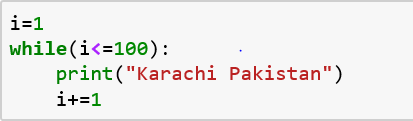 i=1
while(i<=100):
    print("Karachi Pakistan")
    i+=1